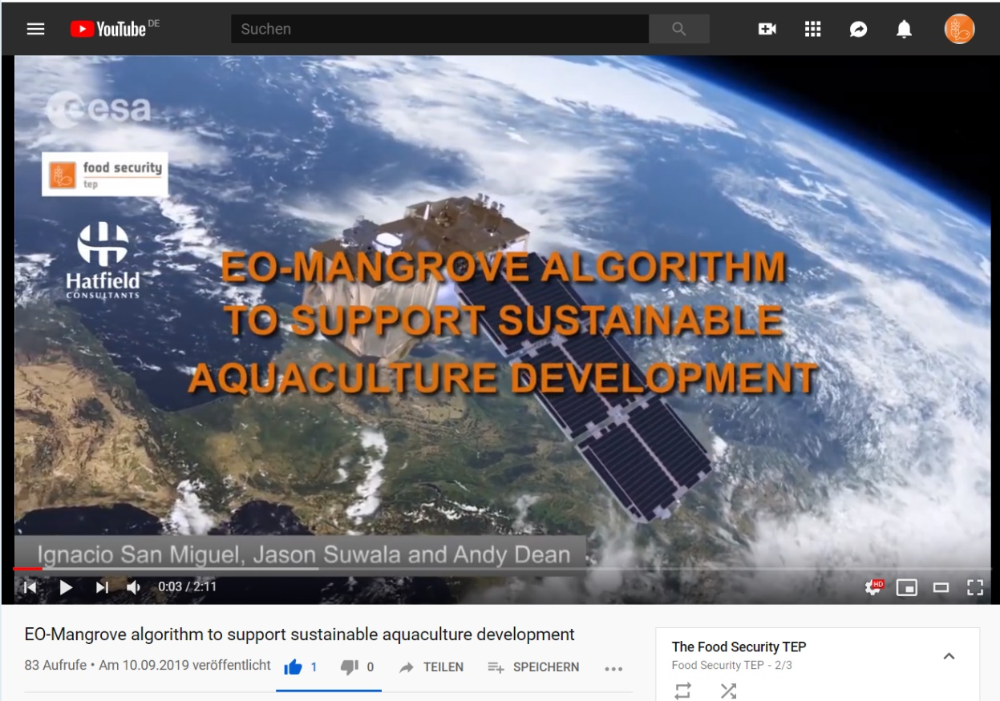 YouTube DE
Suchen
esa
food security
tep
Hatfield
CONSULTANTS
EO-MANGROVE ALGORITHM
TO SUPPORT SUSTAINABLE
AQUACULTURE DEVELOPMENT
Ignacio San Miguel, Jason Suwala and Andy Dean
0:03 / 2:11
HD
EO-Mangrove algorithm to support sustainable aquaculture development
83 Aufrufe • Am 10.09.2019 veröffentlicht 1 0 TEILEN SPEICHERN
The Food Security TEP
Food Security TEP - 2/3